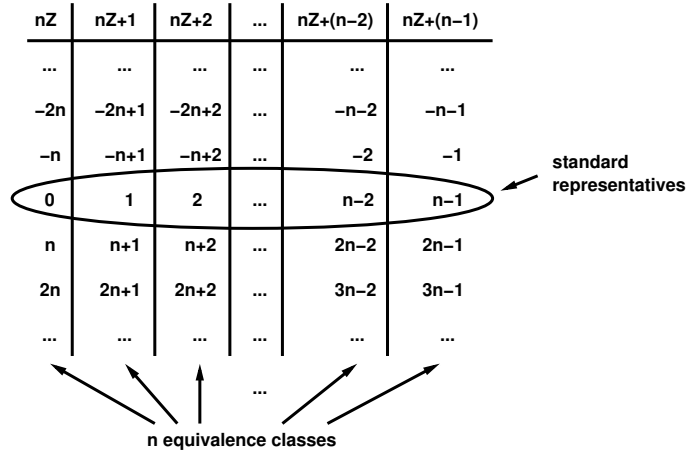 nZ nZ+1 nZ+2 ... nZ+(n−2) nZ+(n−1)
... ... ... ... ... ...
−2n −2n+1 −2n+2 ... −n−2 −n−1
−n −n+1 −n+2 ... −2 −1
0 1 2 ... n−2 n−1
standard
representatives
n n+1 n+2 ... 2n−2 2n−1
2n 2n+1 2n+2 ... 3n−2 3n−1
... ... ... ... ... ...
...
n equivalence classes